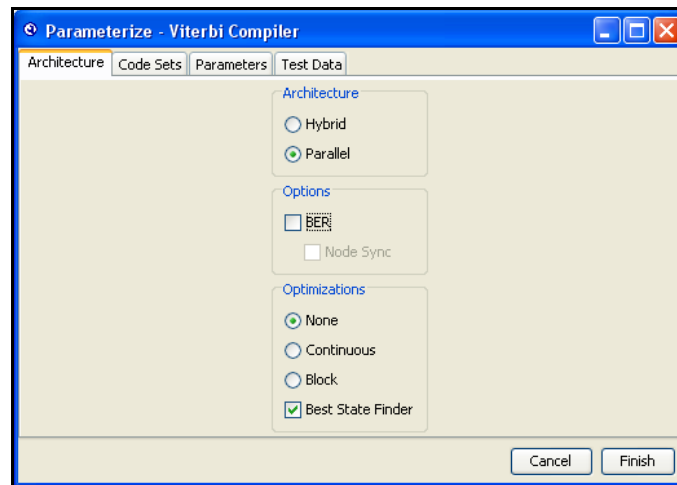 Parameterize - Viterbi Compiler
Architecture Code Sets Parameters Test Data
Architecture
Hybrid
Parallel
Options
BER
Node Sync
Optimizations
None
Continuous
Block
Best State Finder
Cancel Finish